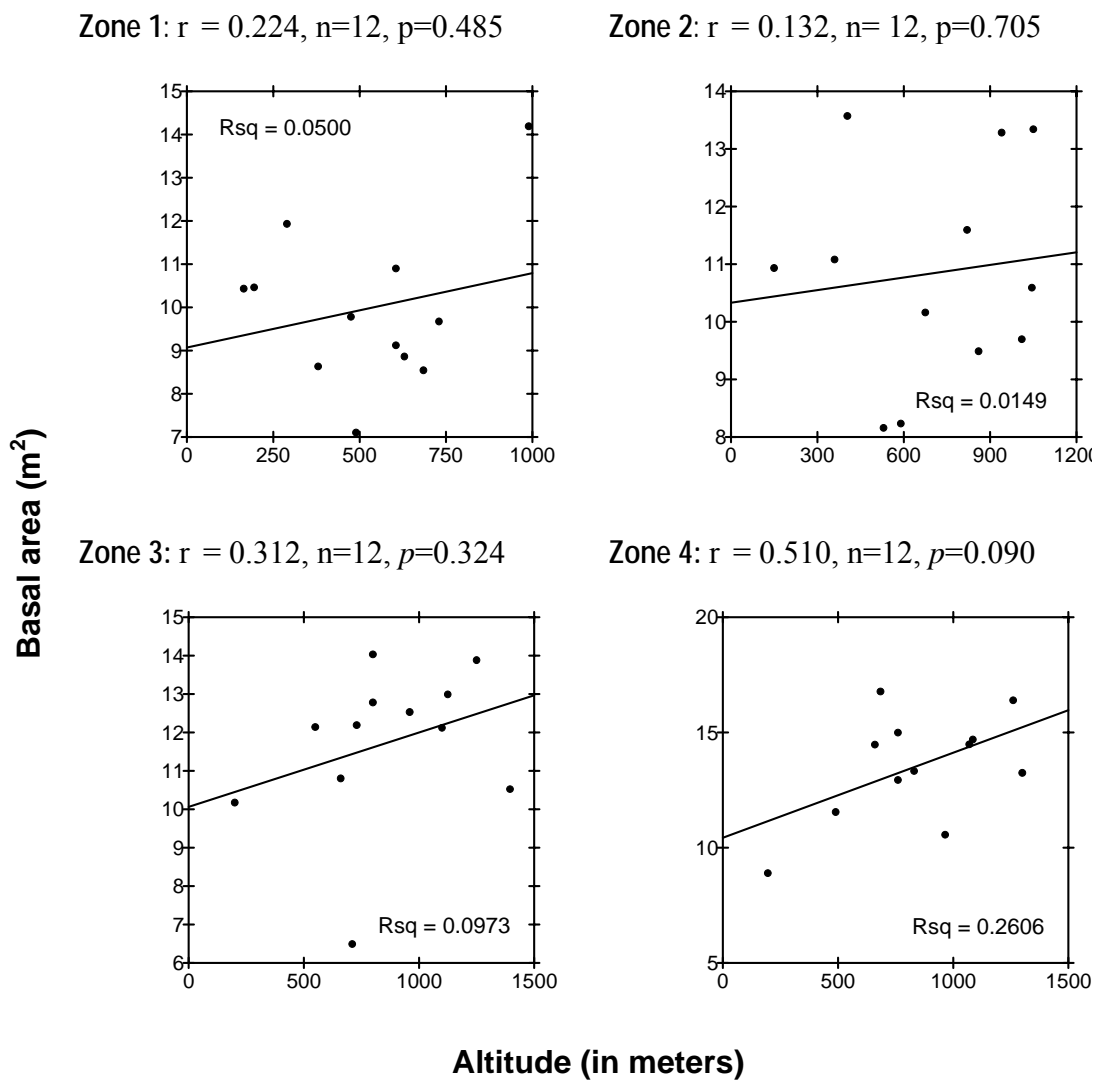 Zone 1: r = 0.224, n=12, p=0.485
15
14
13
12
11
10
9
8
7
Rsq = 0.0500
0 250 500 750 1000
Zone 2: r = 0.132, n= 12, p=0.705
14
13
12
11
10
9
8
Rsq = 0.0149
0 300 600 900 1200
Basal area (m²)
Zone 3: r = 0.312, n=12, p=0.324
15
14
13
12
11
10
9
8
7
6
Rsq = 0.0973
0 500 1000 1500
Zone 4: r = 0.510, n=12, p=0.090
20
15
10
5
Rsq = 0.2606
0 500 1000 1500
Altitude (in meters)